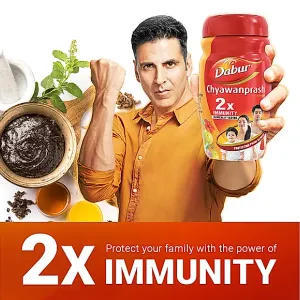 Dabur
Chyawanprash
2x
IMMUNITY
Protect your family with the power of
2x IMMUNITY